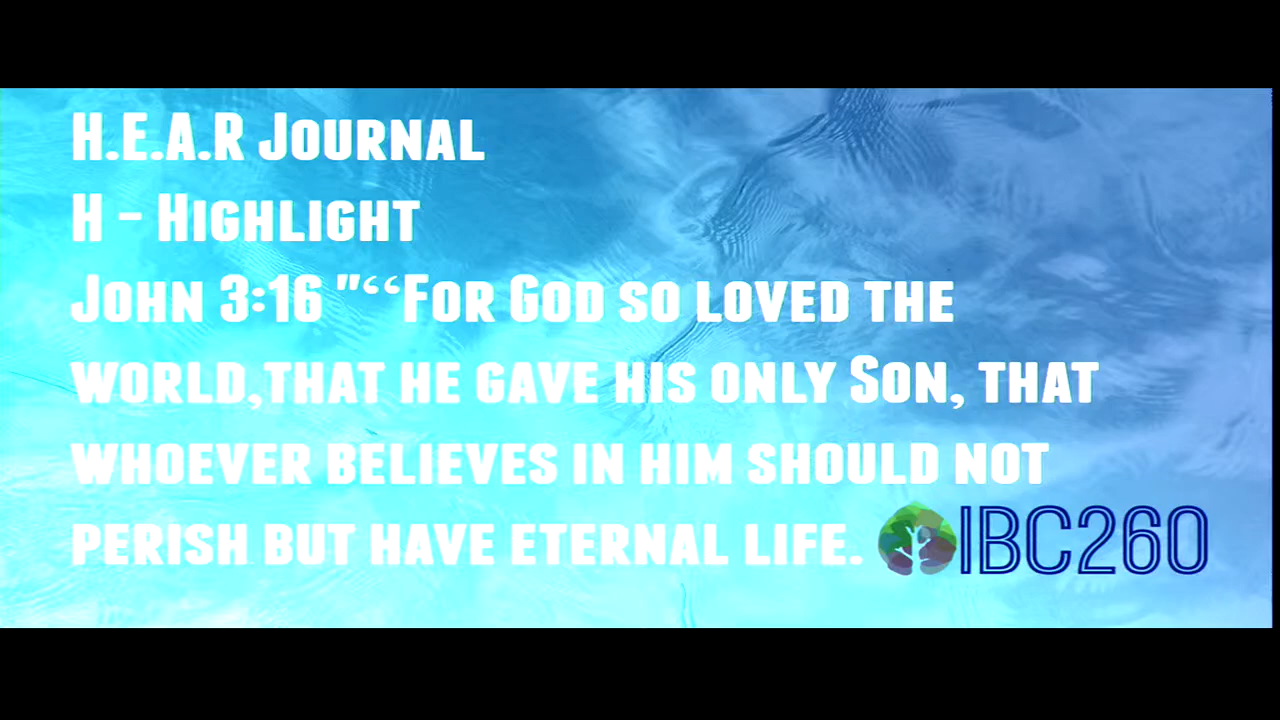 H.E.A.R Journal
H - Highlight
John 3:16 "“For God so loved the
world,that he gave his only Son, that
whoever believes in him should not
perish but have eternal life.
IBC260